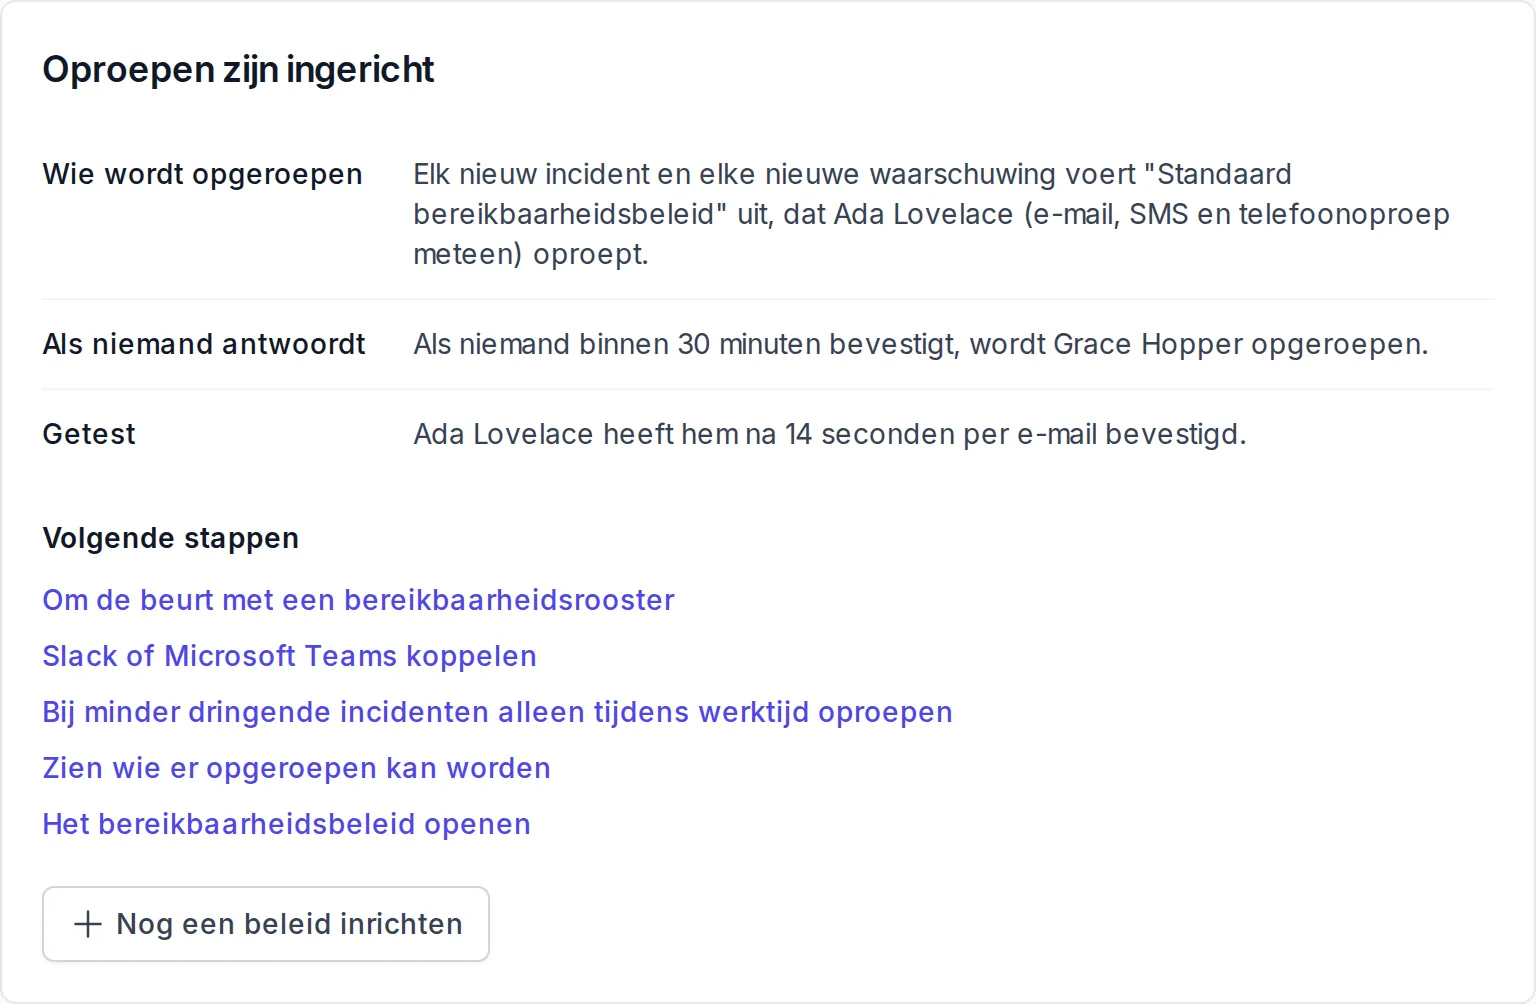 Oproepen zijn ingericht
Wie wordt opgeroepen
Elk nieuw incident en elke nieuwe waarschuwing voert "Standaard
bereikbaarheidsbeleid" uit, dat Ada Lovelace (e-mail, SMS en telefoonoproep
meteen) oproept.
Als niemand antwoordt
Als niemand binnen 30 minuten bevestigt, wordt Grace Hopper opgeroepen.
Getest
Ada Lovelace heeft hem na 14 seconden per e-mail bevestigd.
Volgende stappen
Om de beurt met een bereikbaarheidsrooster
Slack of Microsoft Teams koppelen
Bij minder dringende incidenten alleen tijdens werktijd oproepen
Zien wie er opgeroepen kan worden
Het bereikbaarheidsbeleid openen
Nog een beleid inrichten